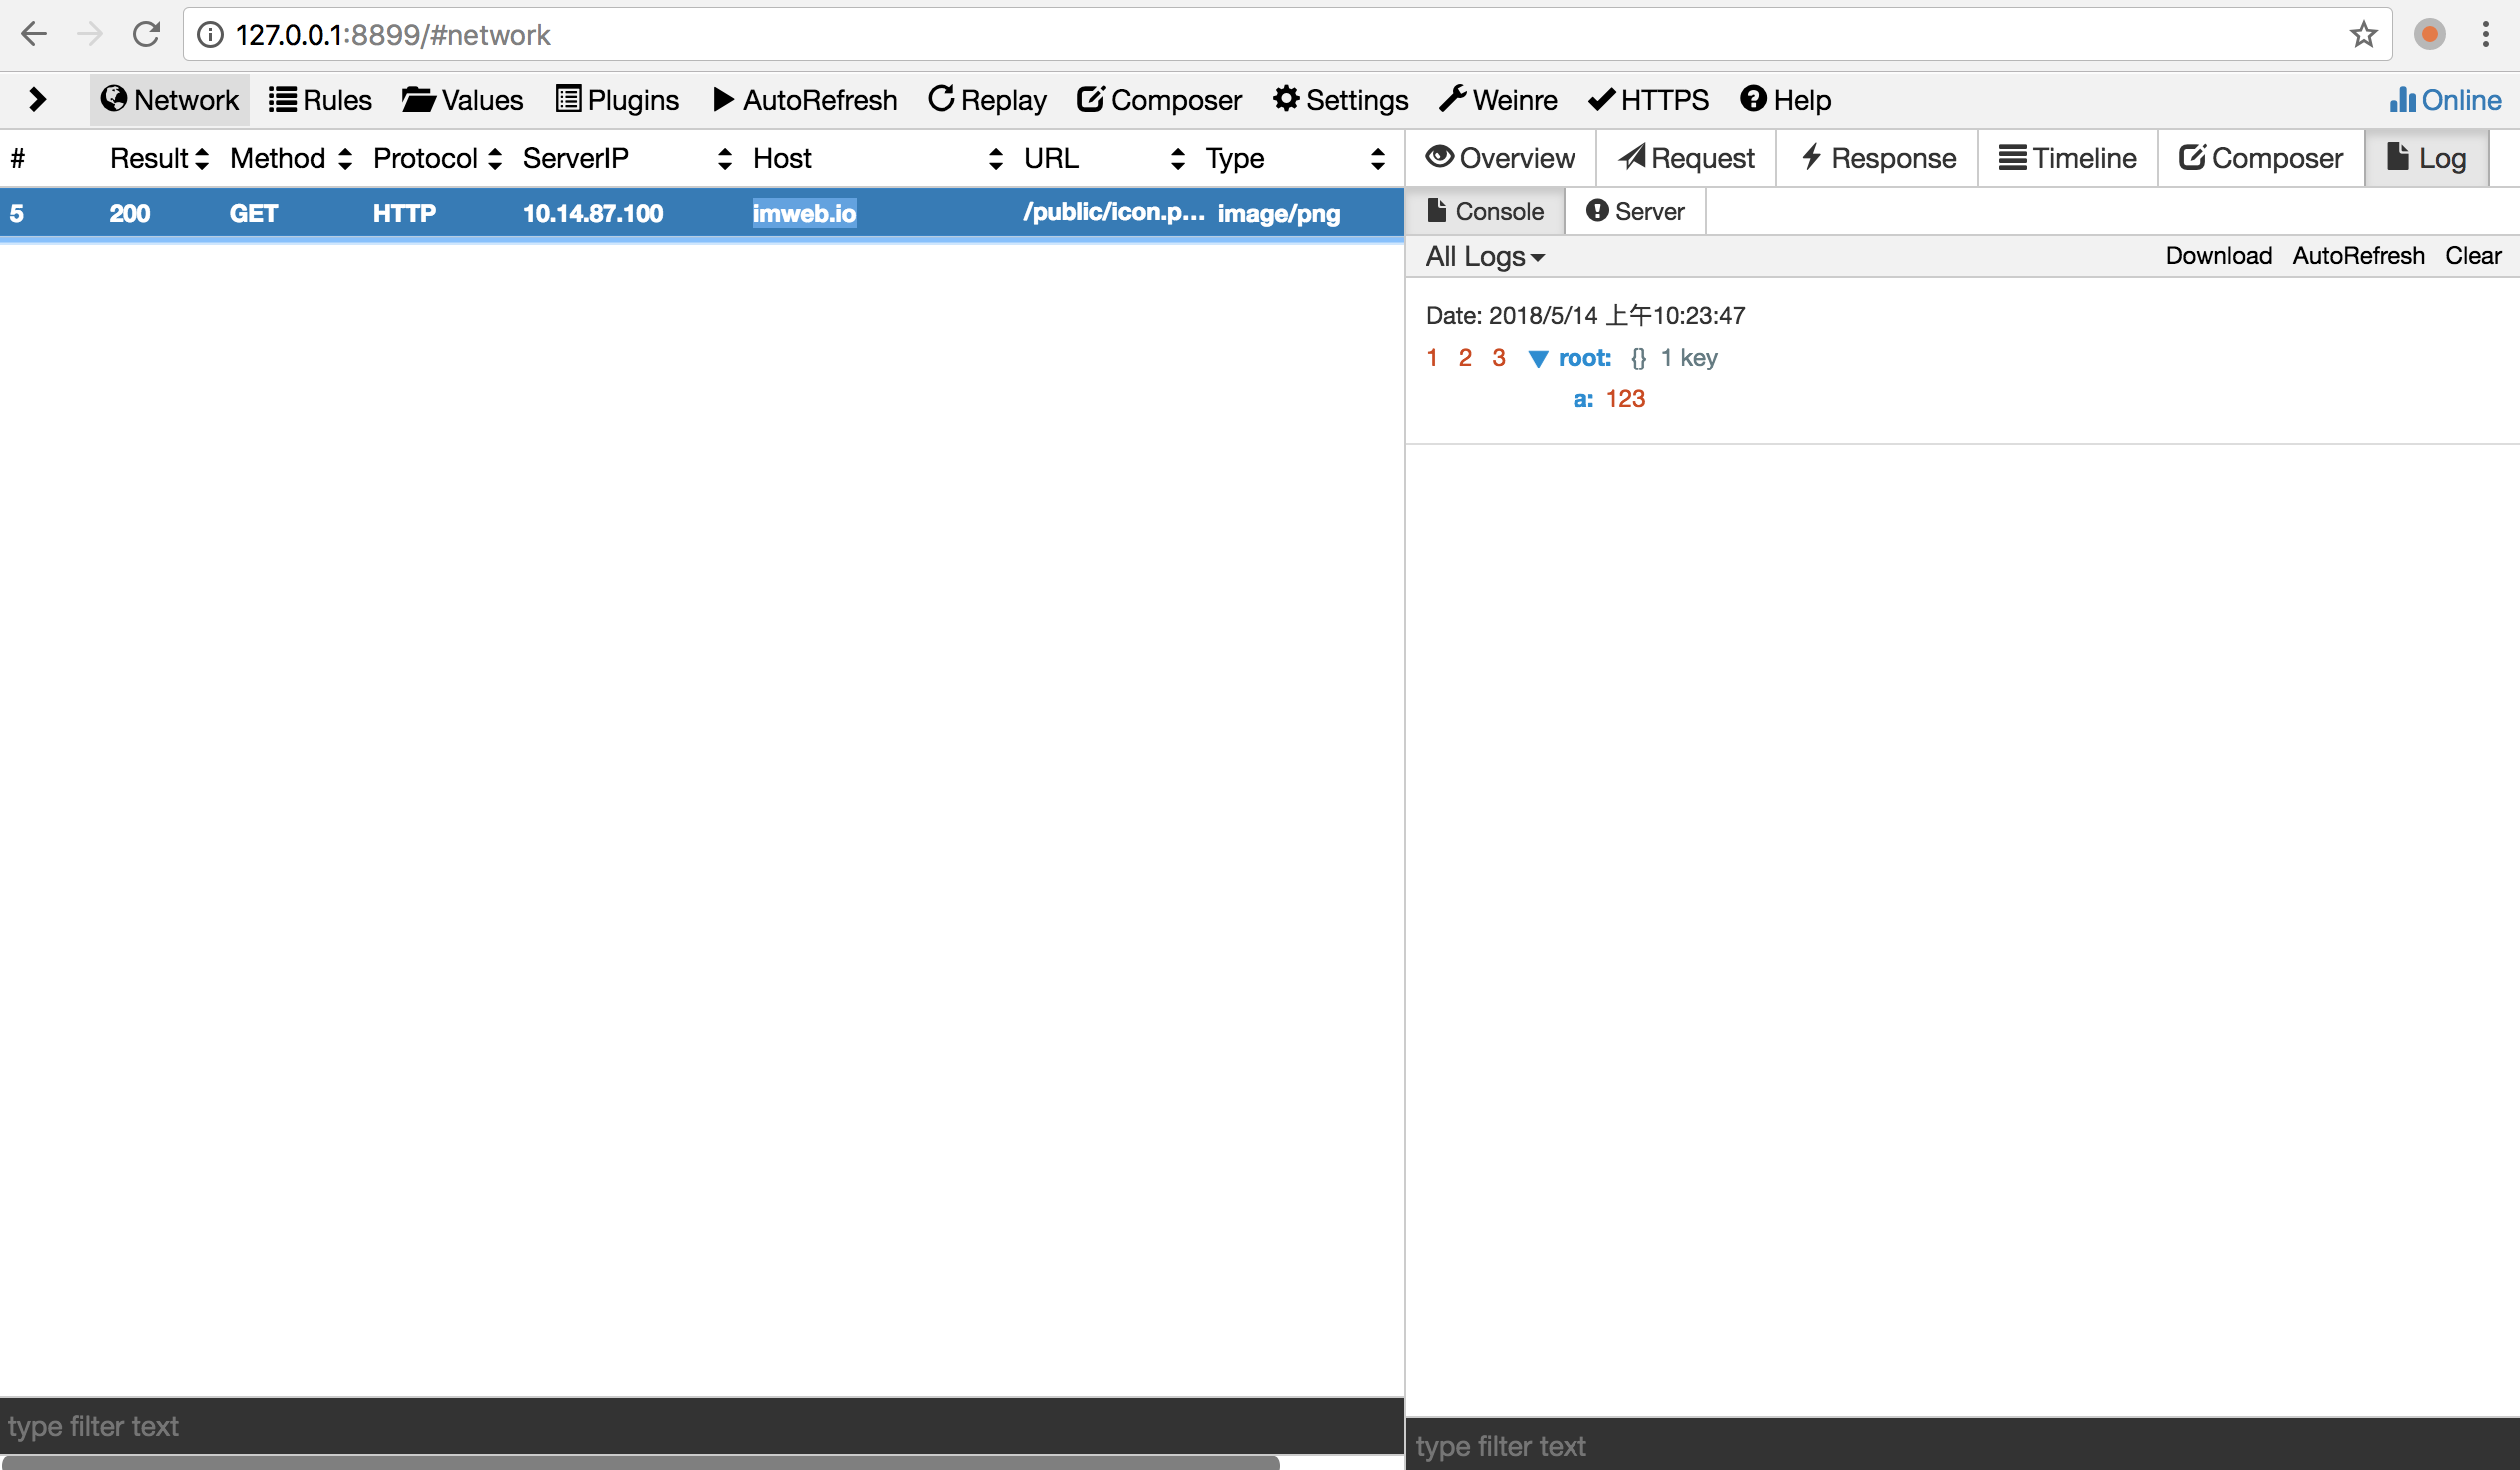 127.0.0.1:8899/#network
Network Rules Values Plugins AutoRefresh Replay Composer Settings Weinre HTTPS Help Online
# Result Method Protocol ServerIP Host URL Type
5 200 GET HTTP 10.14.87.100 imweb.io /public/icon.p... image/png
Overview Request Response Timeline Composer Log
Console Server
All Logs Download AutoRefresh Clear
Date: 2018/5/14 上午10:23:47
1 2 3 root: {} 1 key
a: 123
type filter text
type filter text